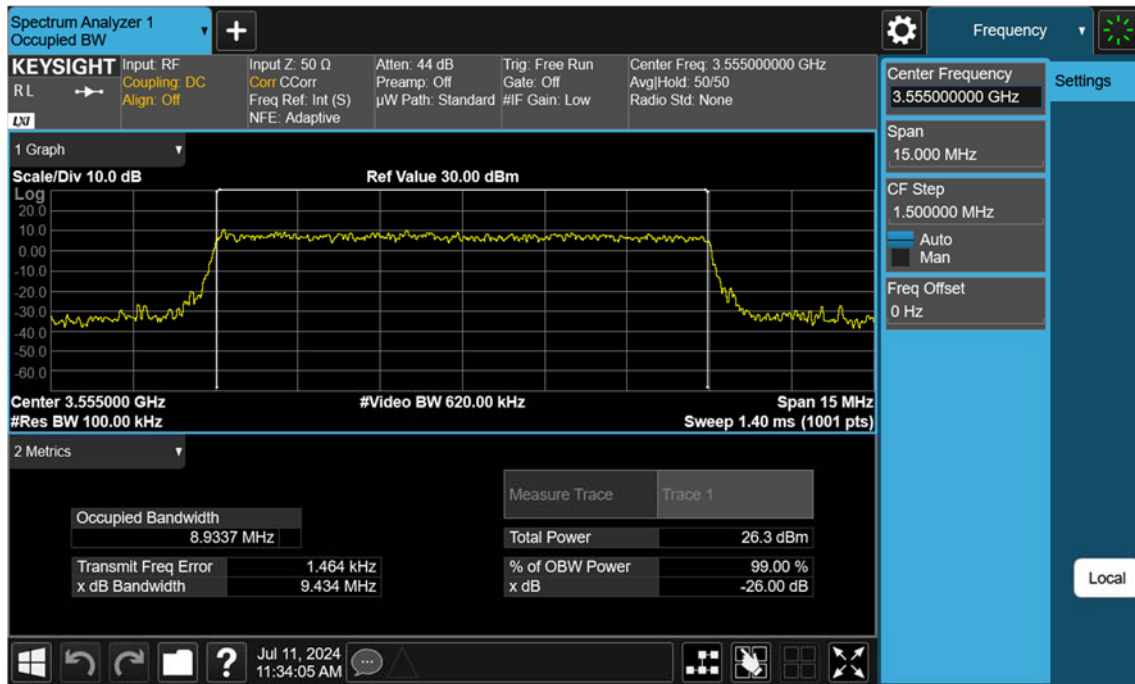 Spectrum Analyzer 1
Occupied BW
Frequency
KEYSIGHT
R L
LXI
Input: RF
Coupling: DC
Align: Off
Input Z: 50 Ω
Corr CCorr
Freq Ref: Int (S)
NFE: Adaptive
Atten: 44 dB
Preamp: Off
µW Path: Standard
Trig: Free Run
Gate: Off
#IF Gain: Low
Center Freq: 3.555000000 GHz
Avg|Hold: 50/50
Radio Std: None
Center Frequency
3.555000000 GHz
Settings
Span
15.000 MHz
CF Step
1.500000 MHz
Auto
Man
Freq Offset
0 Hz
Local
1 Graph
Scale/Div 10.0 dB
Ref Value 30.00 dBm
Log
20.0
10.0
0.00
-10.0
-20.0
-30.0
-40.0
-50.0
-60.0
Center 3.555000 GHz
#Video BW 620.00 kHz
Span 15 MHz
#Res BW 100.00 kHz
Sweep 1.40 ms (1001 pts)
2 Metrics
Measure Trace Trace 1
Occupied Bandwidth
8.9337 MHz
Total Power 26.3 dBm
Transmit Freq Error 1.464 kHz
% of OBW Power 99.00 %
x dB Bandwidth 9.434 MHz
x dB -26.00 dB
?
Jul 11, 2024
11:34:05 AM